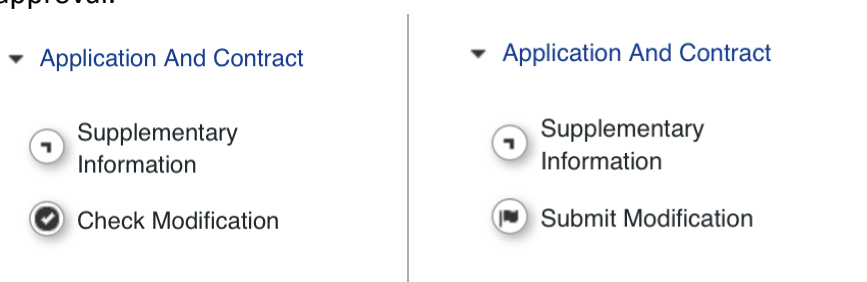 approval.
Application And Contract
Supplementary
Information
Check Modification
Application And Contract
Supplementary
Information
Submit Modification